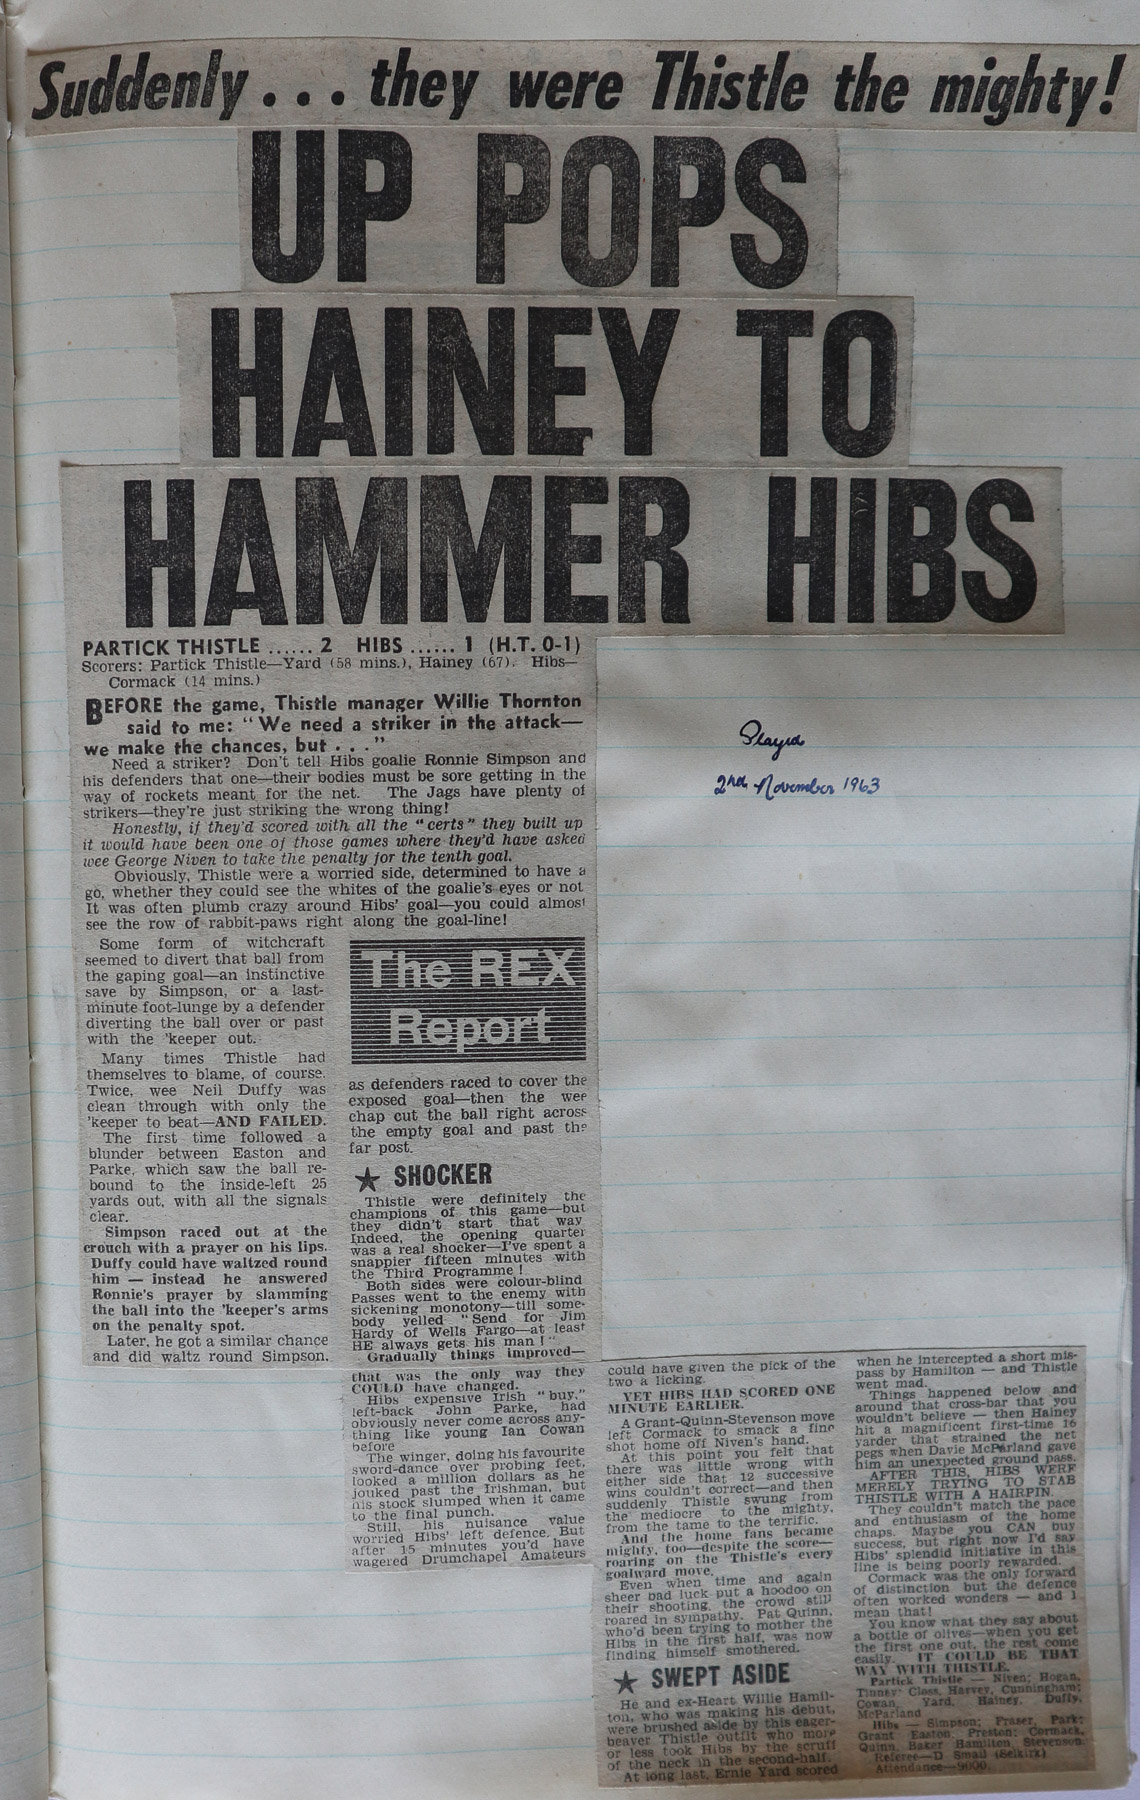 Suddenly . . . they were Thistle the mighty!
UP POPS
HAINEY TO
HAMMER HIBS
PARTICK THISTLE ...... 2 HIBS ...... 1 (H.T. 0-1)
Scorers: Partick Thistle—Yard (58 mins.), Hainey (67). Hibs—
Cormack (14 mins.)
BEFORE the game, Thistle manager Willie Thornton
said to me: "We need a striker in the attack—
we make the chances, but . . ."
Need a striker? Don't tell Hibs goalie Ronnie Simpson and
his defenders that one—their bodies must be sore getting in the
way of rockets meant for the net. The Jags have plenty of
strikers—they're just striking the wrong thing!
Honestly, if they'd scored with all the "certs" they built up
it would have been one of those games where they'd have asked
wee George Niven to take the penalty for the tenth goal.
Obviously, Thistle were a worried side, determined to have a
go, whether they could see the whites of the goalie's eyes or not
It was often plumb crazy around Hibs' goal—you could almost
see the row of rabbit-paws right along the goal-line!
Some form of witchcraft
seemed to divert that ball from
the gaping goal—an instinctive
save by Simpson, or a last-
minute foot-lunge by a defender
diverting the ball over or past
with the 'keeper out.
Many times Thistle had
themselves to blame, of course.
Twice, wee Neil Duffy was
clean through with only the
'keeper to beat—AND FAILED.
The first time followed a
blunder between Easton and
Parke, which saw the ball re-
bound to the inside-left 25
yards out, with all the signals
clear.
Simpson raced out at the
crouch with a prayer on his lips.
Duffy could have waltzed round
him — instead he answered
Ronnie's prayer by slamming
the ball into the 'keeper's arms
on the penalty spot.
Later, he got a similar chance
and did waltz round Simpson,
The REX
Report
as defenders raced to cover the
exposed goal—then the wee
chap cut the ball right across
the empty goal and past the
far post.
★ SHOCKER
Thistle were definitely the
champions of this game—but
they didn't start that way
Indeed, the opening quarter
was a real shocker—I've spent a
snappier fifteen minutes with
the Third Programme!
Both sides were colour-blind
Passes went to the enemy with
sickening monotony—till some-
body yelled "Send for Jim
Hardy of Wells Fargo—at least
HE always gets his man!"
Gradually things improved—
that was the only way they
COULD have changed.
Hibs expensive Irish "buy,"
left-back John Parke, had
obviously never come across any-
thing like young Ian Cowan
before
The winger, doing his favourite
sword-dance over probing feet,
looked a million dollars as he
jouked past the Irishman, but
his stock slumped when it came
to the final punch.
Still, his nuisance value
worried Hibs' left defence. But
after 15 minutes you'd have
wagered Drumchapel Amateurs
could have given the pick of the
two a licking.
YET HIBS HAD SCORED ONE
MINUTE EARLIER.
A Grant-Quinn-Stevenson move
left Cormack to smack a fine
shot home off Niven's hand.
At this point you felt that
there was little wrong with
either side that 12 successive
wins couldn't correct—and then
suddenly Thistle swung from
the mediocre to the mighty,
from the tame to the terrific.
And the home fans became
mighty, too—despite the score—
roaring on the Thistle's every
goalward move.
Even when time and again
sheer bad luck put a hoodoo on
their shooting, the crowd still
roared in sympathy. Pat Quinn,
who'd been trying to mother the
Hibs in the first half, was now
finding himself smothered.
★ SWEPT ASIDE
He and ex-Heart Willie Hamil-
ton, who was making his debut,
were brushed aside by this eager-
beaver Thistle outfit who more
or less took Hibs by the scruff
of the neck in the second-half.
At long last, Ernie Yard scored
when he intercepted a short mis-
pass by Hamilton — and Thistle
went mad.
Things happened below and
around that cross-bar that you
wouldn't believe — then Hainey
hit a magnificent first-time 16
yarder that strained the net
pegs when Davie McParland gave
him an unexpected ground pass.
AFTER THIS, HIBS WERE
MERELY TRYING TO STAB
THISTLE WITH A HAIRPIN.
They couldn't match the pace
and enthusiasm of the home
chaps. Maybe you CAN buy
success, but right now I'd say
Hibs' splendid initiative in this
line is being poorly rewarded.
Cormack was the only forward
of distinction but the defence
often worked wonders — and I
mean that!
You know what they say about
a bottle of olives—when you get
the first one out, the rest come
easily. IT COULD BE THAT
WAY WITH THISTLE.
Partick Thistle — Niven; Hogan,
Tinney; Closs, Harvey, Cunningham;
Cowan, Yard, Hainey, Duffy,
McParland
Hibs — Simpson; Fraser, Park;
Grant Easton, Preston; Cormack,
Quinn, Baker Hamilton, Stevenson
Referee—D Small (Selkirk)
Attendance—9000.
Played
2nd November 1963